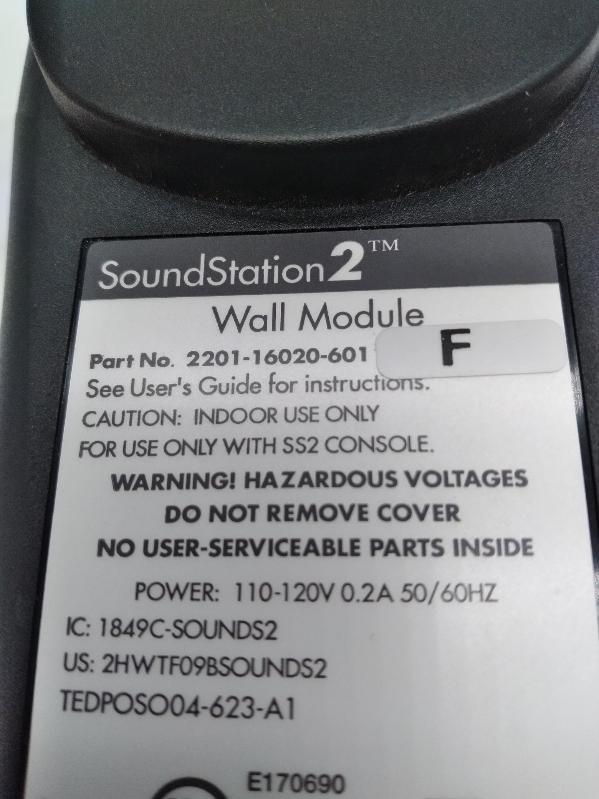 SoundStation2™
Wall Module
Part No. 2201-16020-601 F
See User's Guide for instructions.
CAUTION: INDOOR USE ONLY
FOR USE ONLY WITH SS2 CONSOLE.
WARNING! HAZARDOUS VOLTAGES
DO NOT REMOVE COVER
NO USER-SERVICEABLE PARTS INSIDE
POWER: 110-120V 0.2A 50/60HZ
IC: 1849C-SOUNDS2
US: 2HWTF09BSOUNDS2
TEDPOSO04-623-A1
E170690